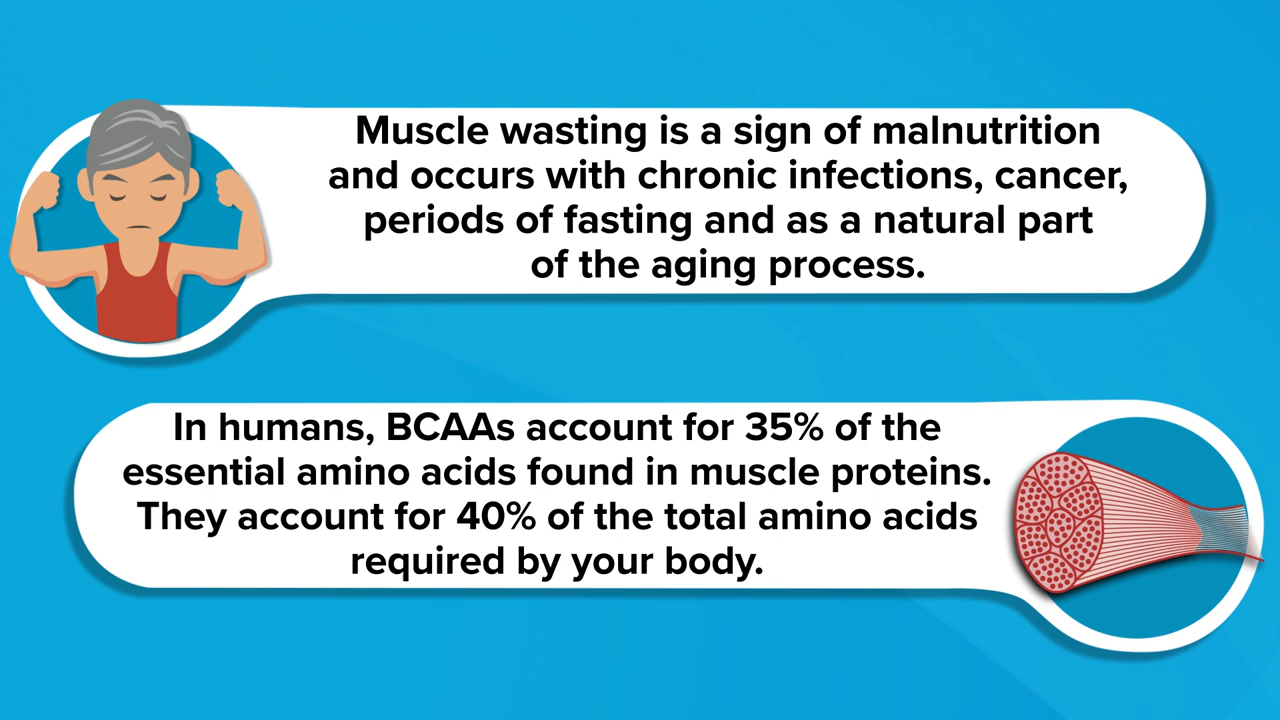 Muscle wasting is a sign of malnutrition
and occurs with chronic infections, cancer,
periods of fasting and as a natural part
of the aging process.
In humans, BCAAs account for 35% of the
essential amino acids found in muscle proteins.
They account for 40% of the total amino acids
required by your body.